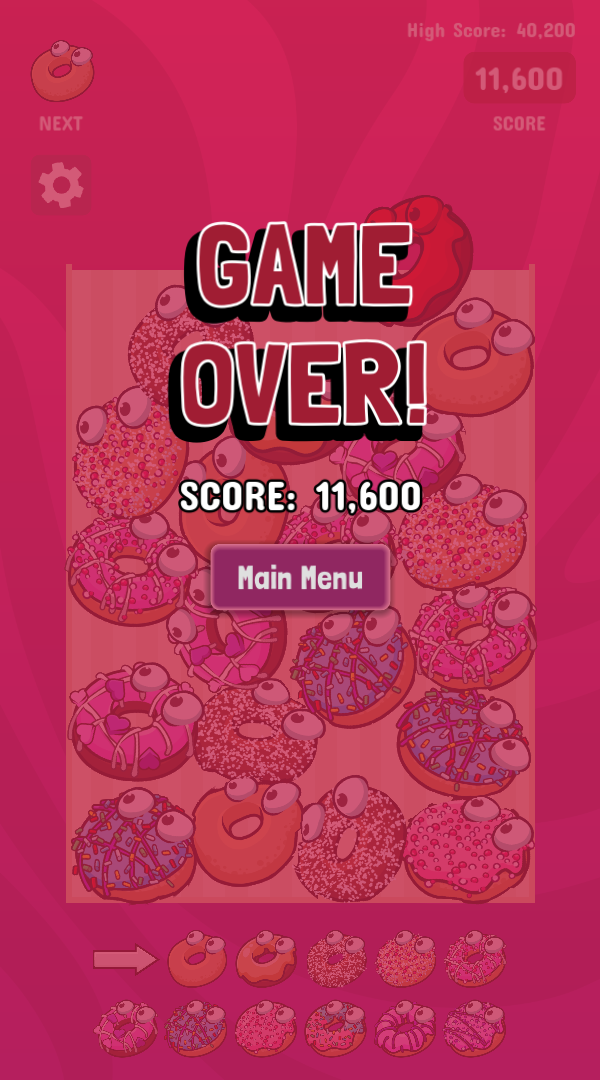 High Score: 40,200
11,600
NEXT
SCORE
GAME
OVER!
SCORE: 11,600
Main Menu